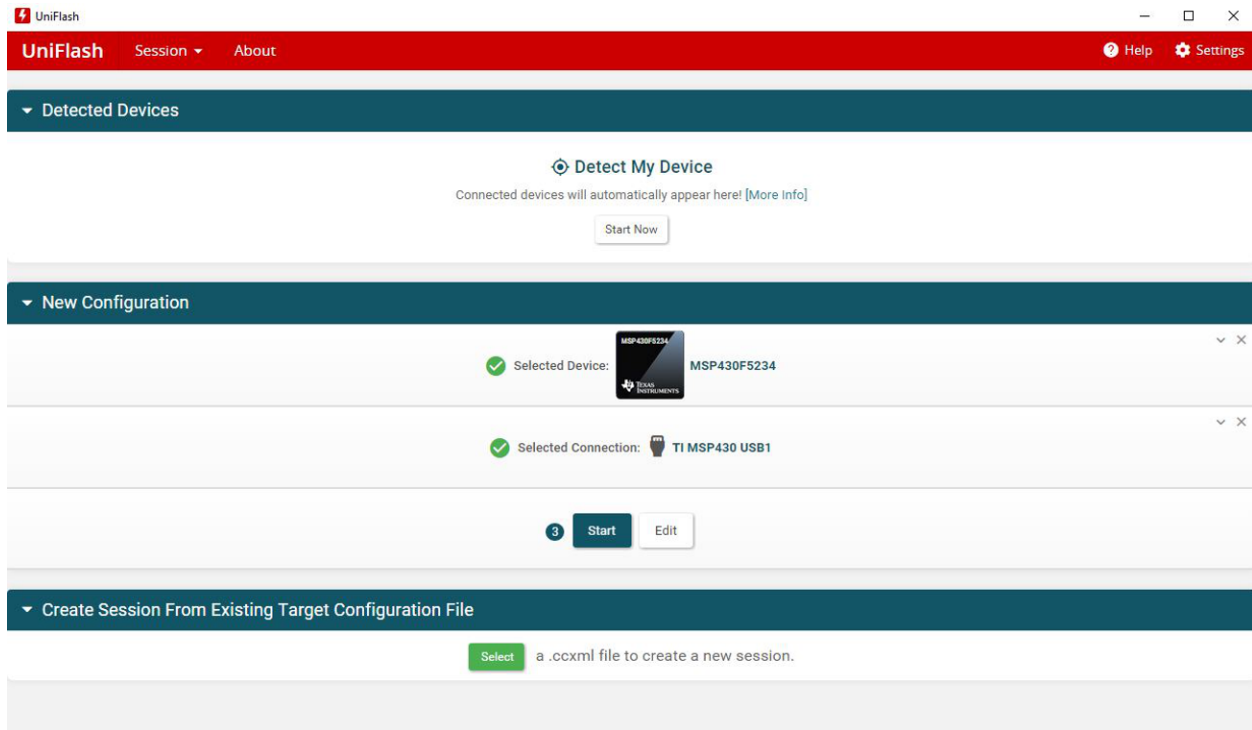 UniFlash
UniFlash Session About Help Settings
Detected Devices
Detect My Device
Connected devices will automatically appear here! [More Info]
Start Now
New Configuration
MSP430F5234
Selected Device: MSP430F5234
TEXAS
INSTRUMENTS
Selected Connection: TI MSP430 USB1
3 Start Edit
Create Session From Existing Target Configuration File
Select a .ccxml file to create a new session.